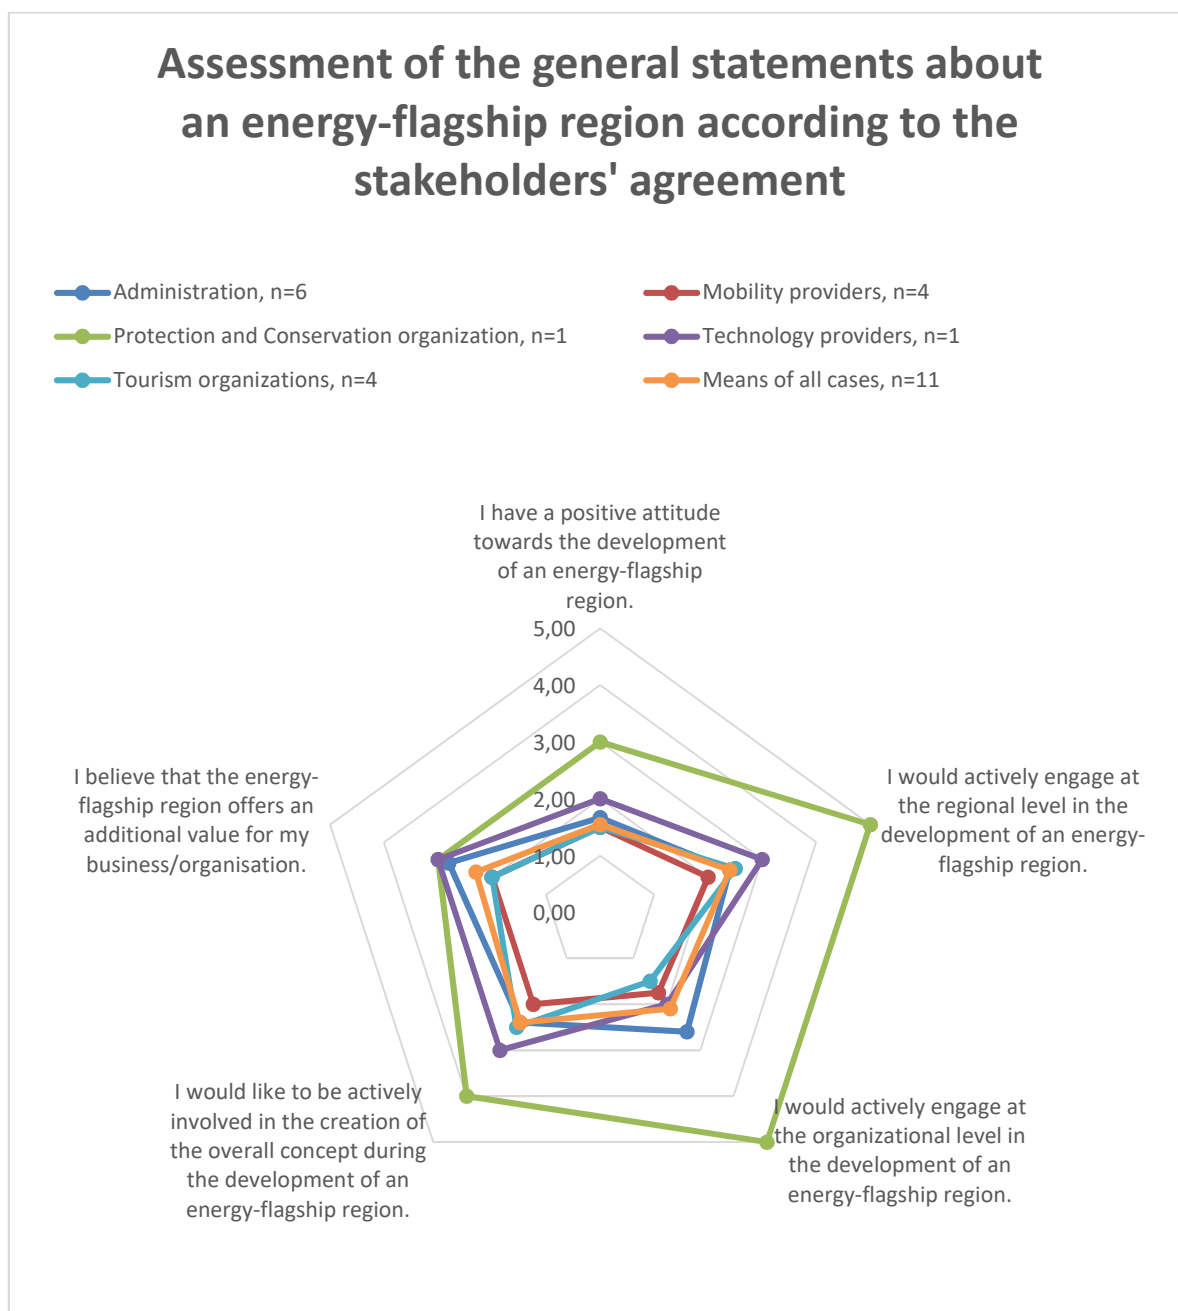 Assessment of the general statements about
an energy-flagship region according to the
stakeholders' agreement
Administration, n=6
Mobility providers, n=4
Protection and Conservation organization, n=1
Technology providers, n=1
Tourism organizations, n=4
Means of all cases, n=11
I have a positive attitude
towards the development
of an energy-flagship
region.
5,00
4,00
3,00
2,00
1,00
0,00
I would actively engage at
the regional level in the
development of an energy-
flagship region.
I would actively engage at
the organizational level in
the development of an
energy-flagship region.
I would like to be actively
involved in the creation of
the overall concept during
the development of an
energy-flagship region.
I believe that the energy-
flagship region offers an
additional value for my
business/organisation.